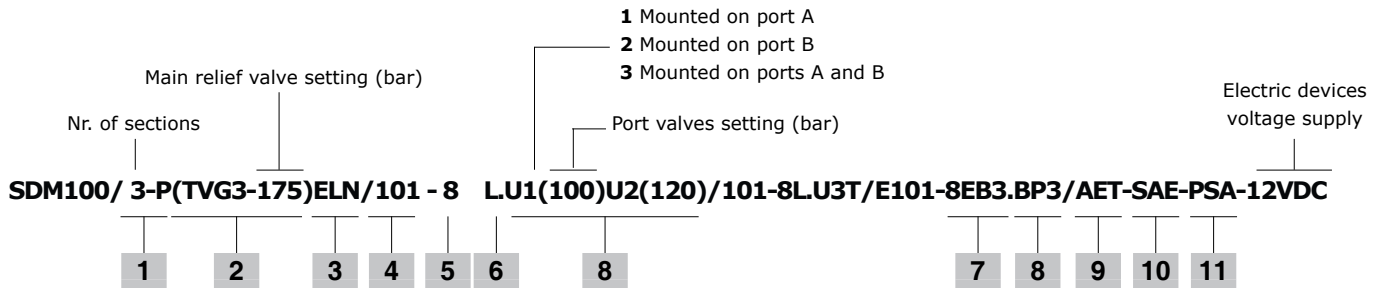 1 Mounted on port A
2 Mounted on port B
3 Mounted on ports A and B
Main relief valve setting (bar)
Nr. of sections
Port valves setting (bar)
Electric devices
voltage supply
SDM100/ 3-P(TVG3-175)ELN/101 - 8 L.U1(100)U2(120)/101-8L.U3T/E101-8EB3.BP3/AET-SAE-PSA-12VDC
1 2 3 4 5 6 8 7 8 9 10 11